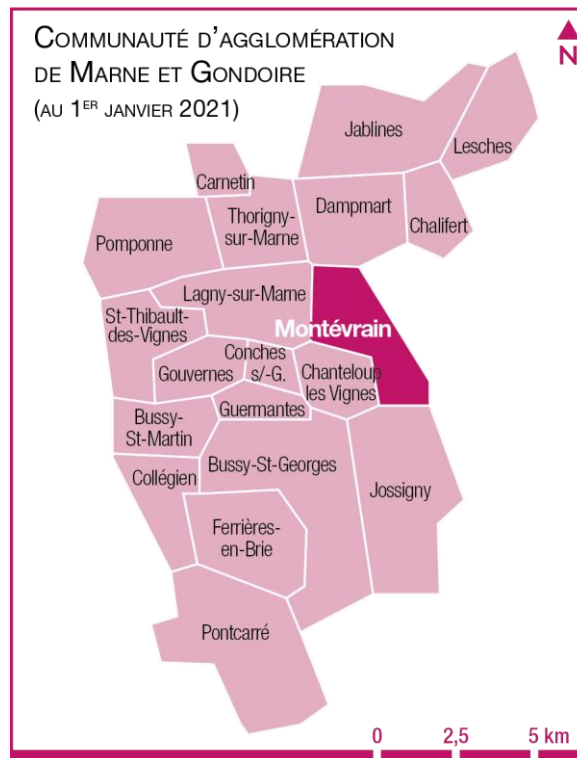 COMMUNAUTÉ D'AGGLOMÉRATION
DE MARNE ET GONDOIRE
(AU 1ER JANVIER 2021)
N
Jablines
Lesches
Carnetin
Dampmart
Thorigny-
sur-Marne
Chalifert
Pomponne
Lagny-sur-Marne
St-Thibault-
des-Vignes
Montévrain
Conches
s/-G.
Gouvernes
Chanteloup
les Vignes
Guermantes
Bussy-
St-Martin
Collégien
Bussy-St-Georges
Jossigny
Ferrières-
en-Brie
Pontcarré
0 2,5 5 km